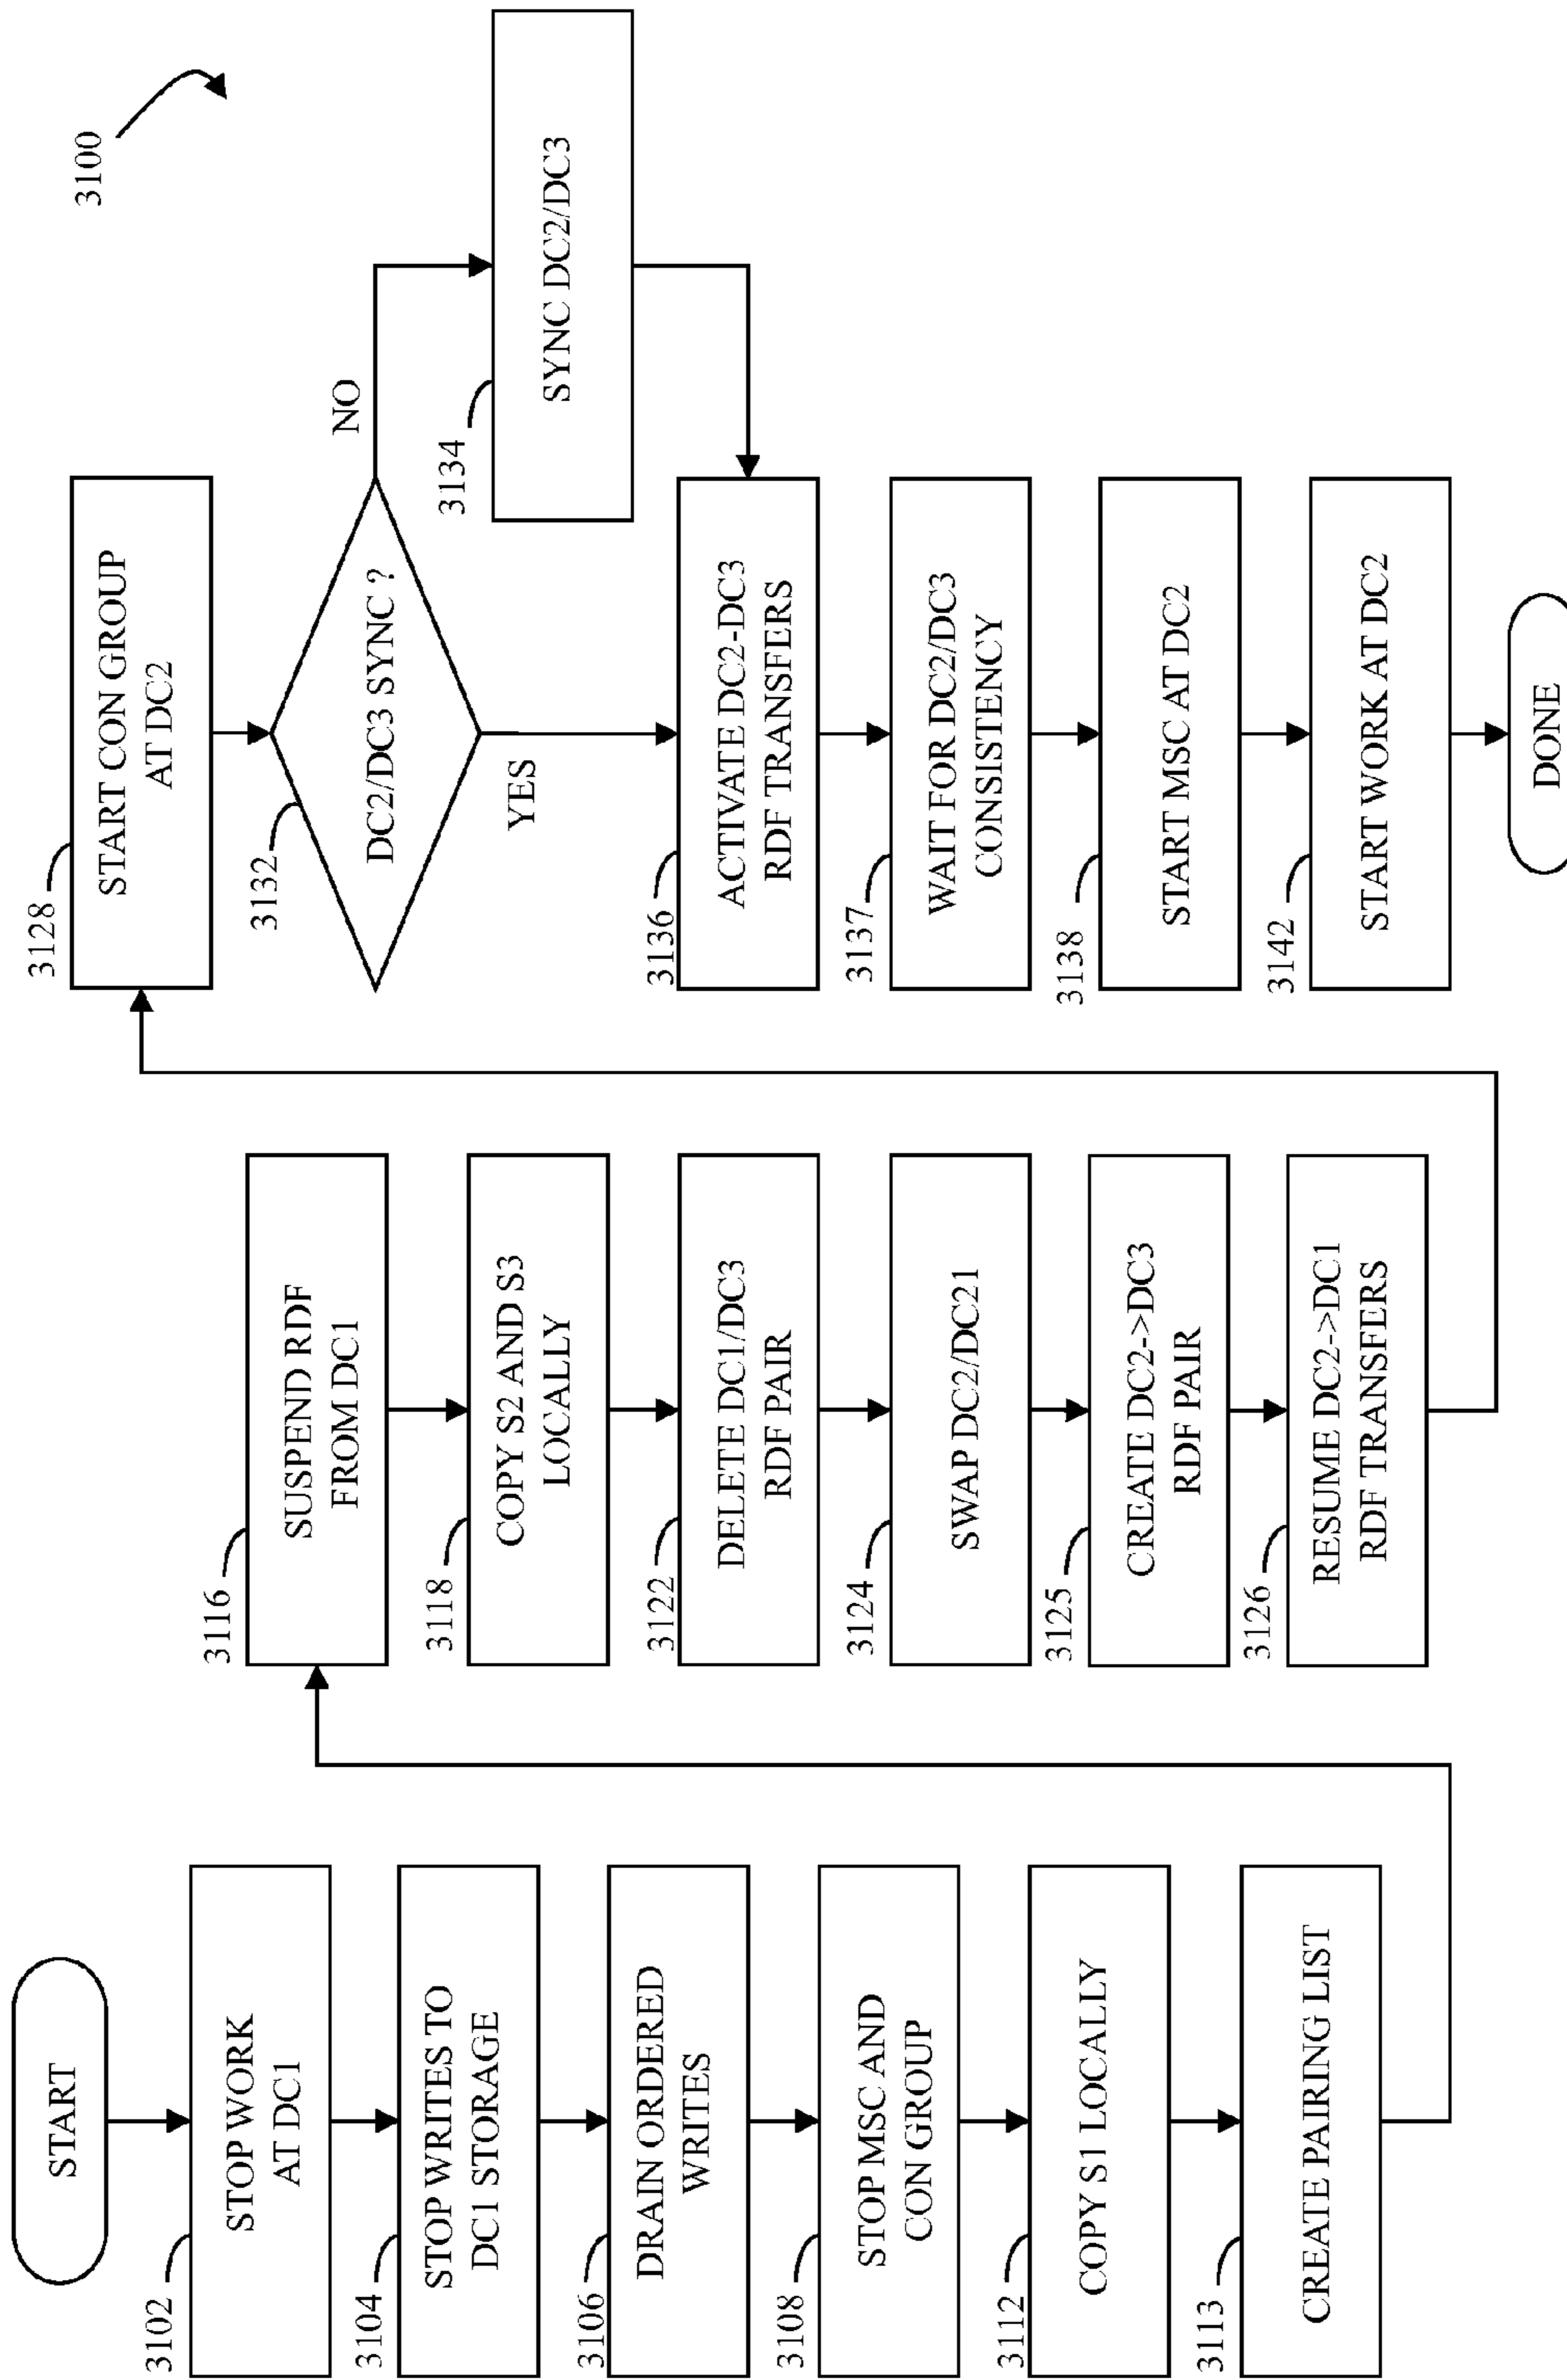 3100
START
3102
STOP WORK
AT DC1
3104
STOP WRITES TO
DC1 STORAGE
3106
DRAIN ORDERED
WRITES
3108
STOP MSC AND
CON GROUP
3112
COPY S1 LOCALLY
3113
CREATE PAIRING LIST
3116
SUSPEND RDF
FROM DC1
3118
COPY S2 AND S3
LOCALLY
3122
DELETE DC1/DC3
RDF PAIR
3124
SWAP DC2/DC21
3125
CREATE DC2->DC3
RDF PAIR
3126
RESUME DC2->DC1
RDF TRANSFERS
3128
START CON GROUP
AT DC2
3132
DC2/DC3 SYNC ?
NO
YES
3134
SYNC DC2/DC3
3136
ACTIVATE DC2-DC3
RDF TRANSFERS
3137
WAIT FOR DC2/DC3
CONSISTENCY
3138
START MSC AT DC2
3142
START WORK AT DC2
DONE